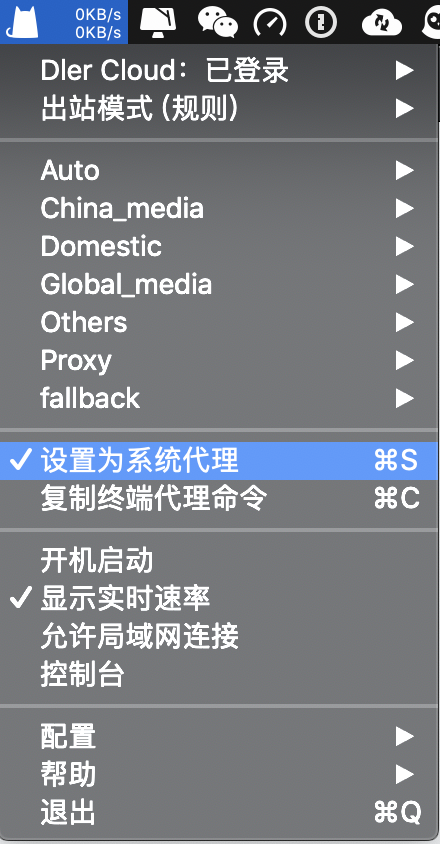 0KB/s
0KB/s
Dler Cloud：已登录
出站模式 (规则)
Auto
China_media
Domestic
Global_media
Others
Proxy
fallback
设置为系统代理 ⌘S
复制终端代理命令 ⌘C
开机启动
显示实时速率
允许局域网连接
控制台
配置
帮助
退出 ⌘Q